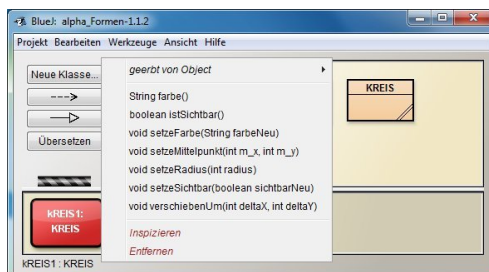 BlueJ: alpha_Formen-1.1.2
Projekt Bearbeiten Werkzeuge Ansicht Hilfe
Neue Klasse...
--->
Übersetzen
geerbt von Object
String farbe()
boolean istSichtbar()
void setzeFarbe(String farbeNeu)
void setzeMittelpunkt(int m_x, int m_y)
void setzeRadius(int radius)
void setzeSichtbar(boolean sichtbarNeu)
void verschiebenUm(int deltaX, int deltaY)
Inspizieren
Entfernen
KREIS
kREIS1:
KREIS
kREIS1 : KREIS